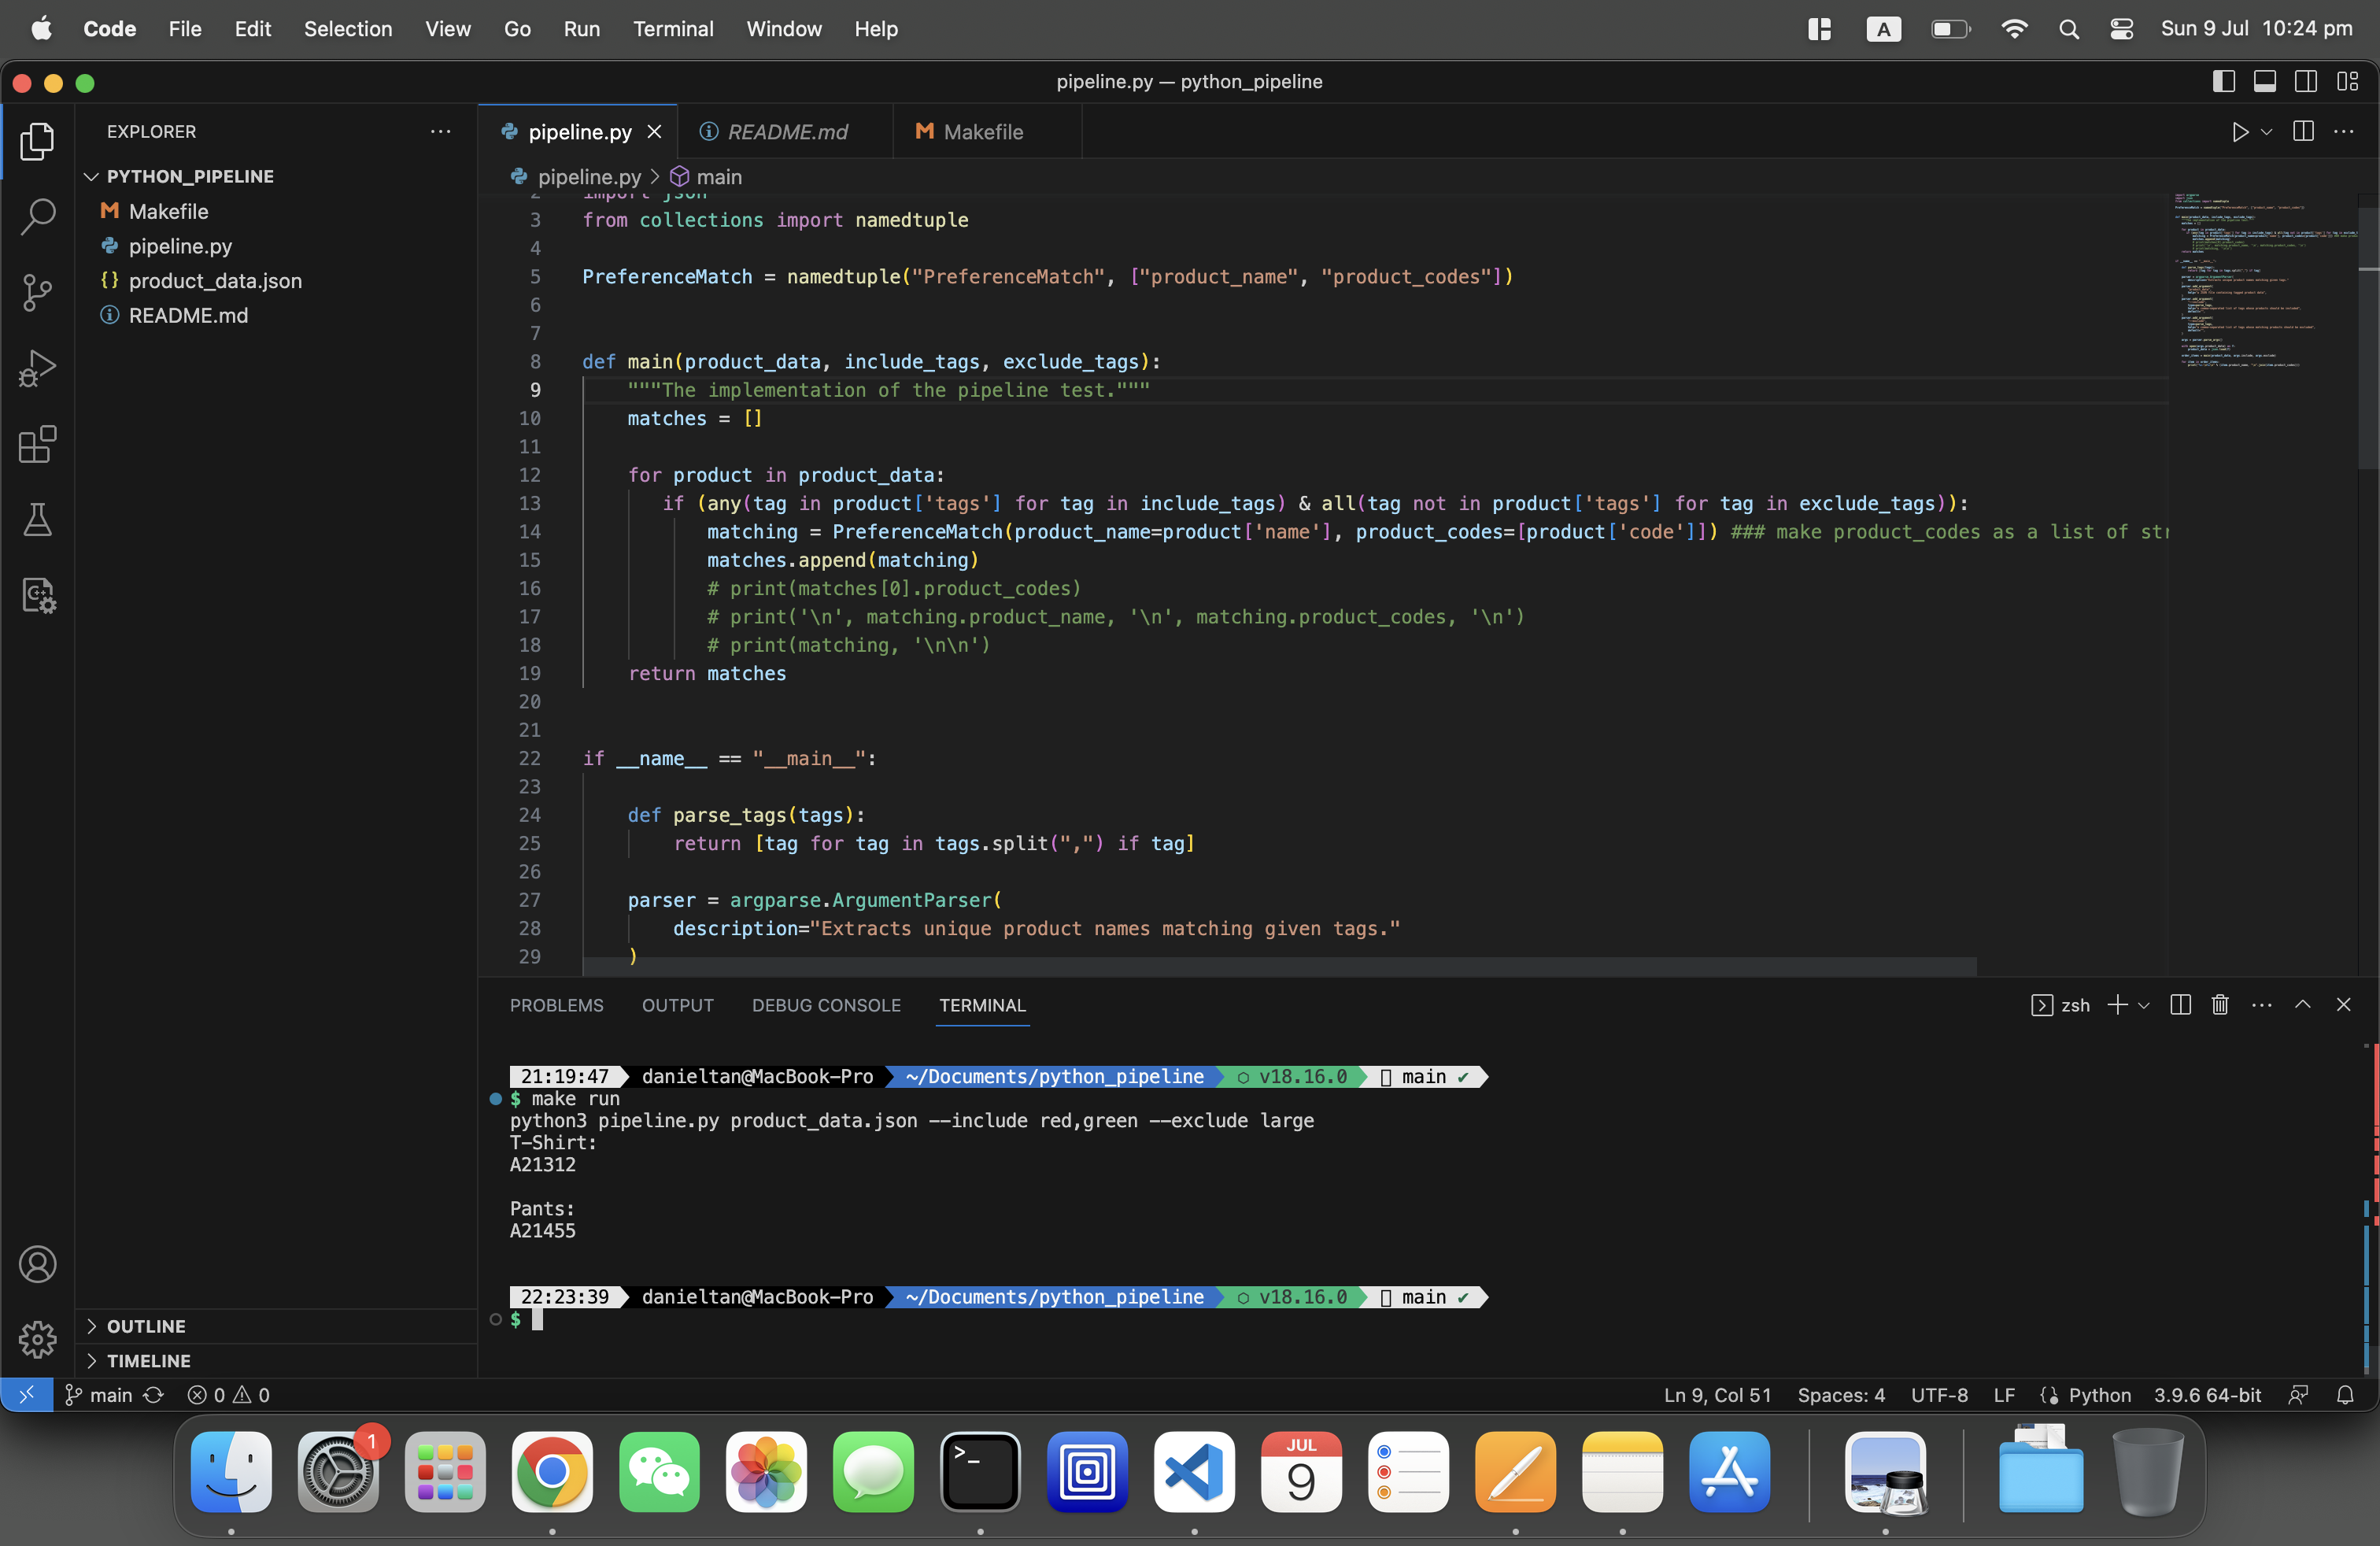 Code File Edit Selection View Go Run Terminal Window Help A Sun 9 Jul 10:24 pm
pipeline.py — python_pipeline
EXPLORER
PYTHON_PIPELINE
Makefile
pipeline.py
product_data.json
README.md
OUTLINE
TIMELINE
pipeline.py README.md Makefile
pipeline.py > main
2 import json
3 from collections import namedtuple
4
5 PreferenceMatch = namedtuple("PreferenceMatch", ["product_name", "product_codes"])
6
7
8 def main(product_data, include_tags, exclude_tags):
9 """The implementation of the pipeline test."""
10 matches = []
11
12 for product in product_data:
13 if (any(tag in product['tags'] for tag in include_tags) & all(tag not in product['tags'] for tag in exclude_tags)):
14 matching = PreferenceMatch(product_name=product['name'], product_codes=[product['code']]) ### make product_codes as a list of str
15 matches.append(matching)
16 # print(matches[0].product_codes)
17 # print('\n', matching.product_name, '\n', matching.product_codes, '\n')
18 # print(matching, '\n\n')
19 return matches
20
21
22 if __name__ == "__main__":
23
24 def parse_tags(tags):
25 return [tag for tag in tags.split(",") if tag]
26
27 parser = argparse.ArgumentParser(
28 description="Extracts unique product names matching given tags."
29 )
PROBLEMS OUTPUT DEBUG CONSOLE TERMINAL zsh
21:19:47 danieltan@MacBook-Pro ~/Documents/python_pipeline v18.16.0 main ✔
$ make run
python3 pipeline.py product_data.json --include red,green --exclude large
T-Shirt:
A21312
Pants:
A21455
22:23:39 danieltan@MacBook-Pro ~/Documents/python_pipeline v18.16.0 main ✔
$
main 0 0 Ln 9, Col 51 Spaces: 4 UTF-8 LF Python 3.9.6 64-bit
1
JUL
9